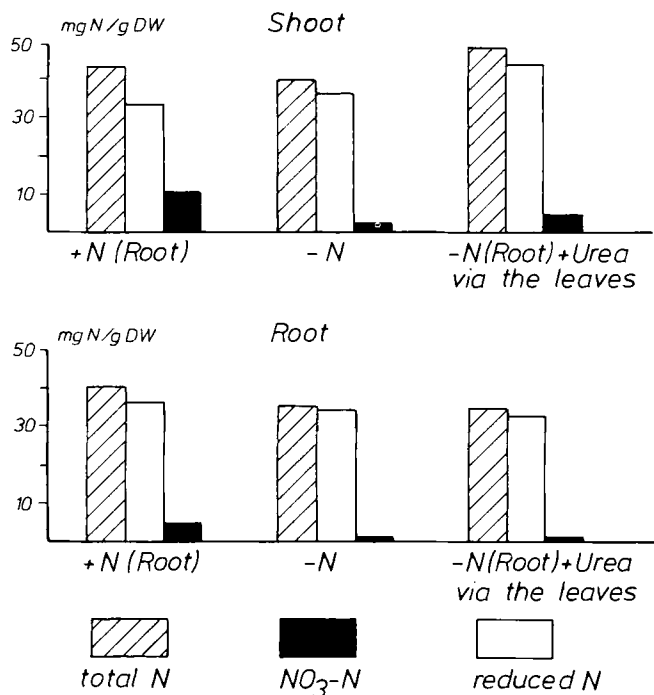 mg N/g DW Shoot
50
30
10
+N (Root) -N -N(Root)+Urea
via the leaves
mg N/g DW Root
50
30
10
+N (Root) -N -N(Root)+Urea
via the leaves
total N NO3-N reduced N